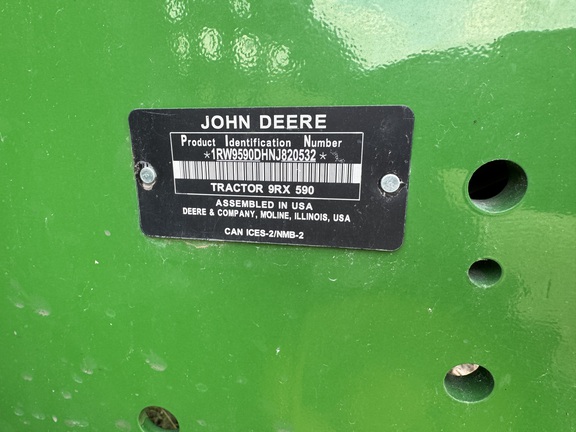 JOHN DEERE
Product Identification Number
*1RW9590DHNJ820532*
TRACTOR 9RX 590
ASSEMBLED IN USA
DEERE & COMPANY, MOLINE, ILLINOIS, USA
CAN ICES-2/NMB-2